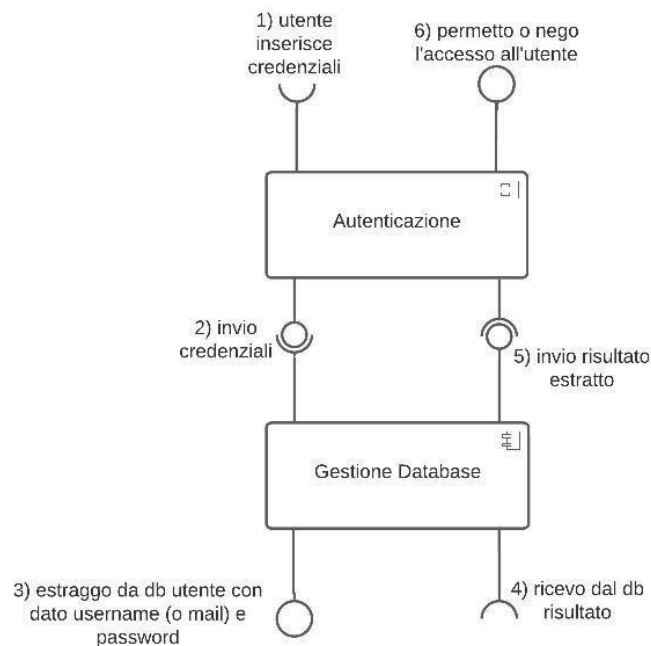 1) utente
inserisce
credenziali
6) permetto o nego
l'accesso all'utente
Autenticazione
2) invio
credenziali
5) invio risultato
estratto
Gestione Database
3) estraggo da db utente con
dato username (o mail) e
password
4) ricevo dal db
risultato